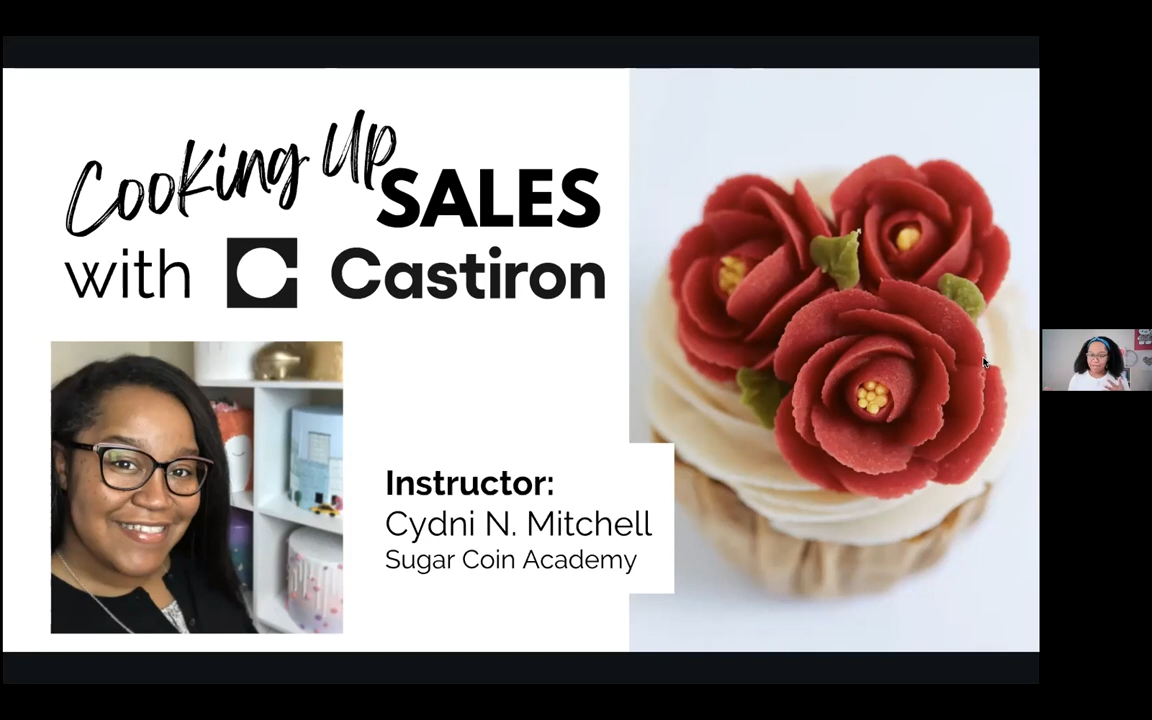 Cooking Up
SALES
with Castiron
Instructor:
Cydni N. Mitchell
Sugar Coin Academy